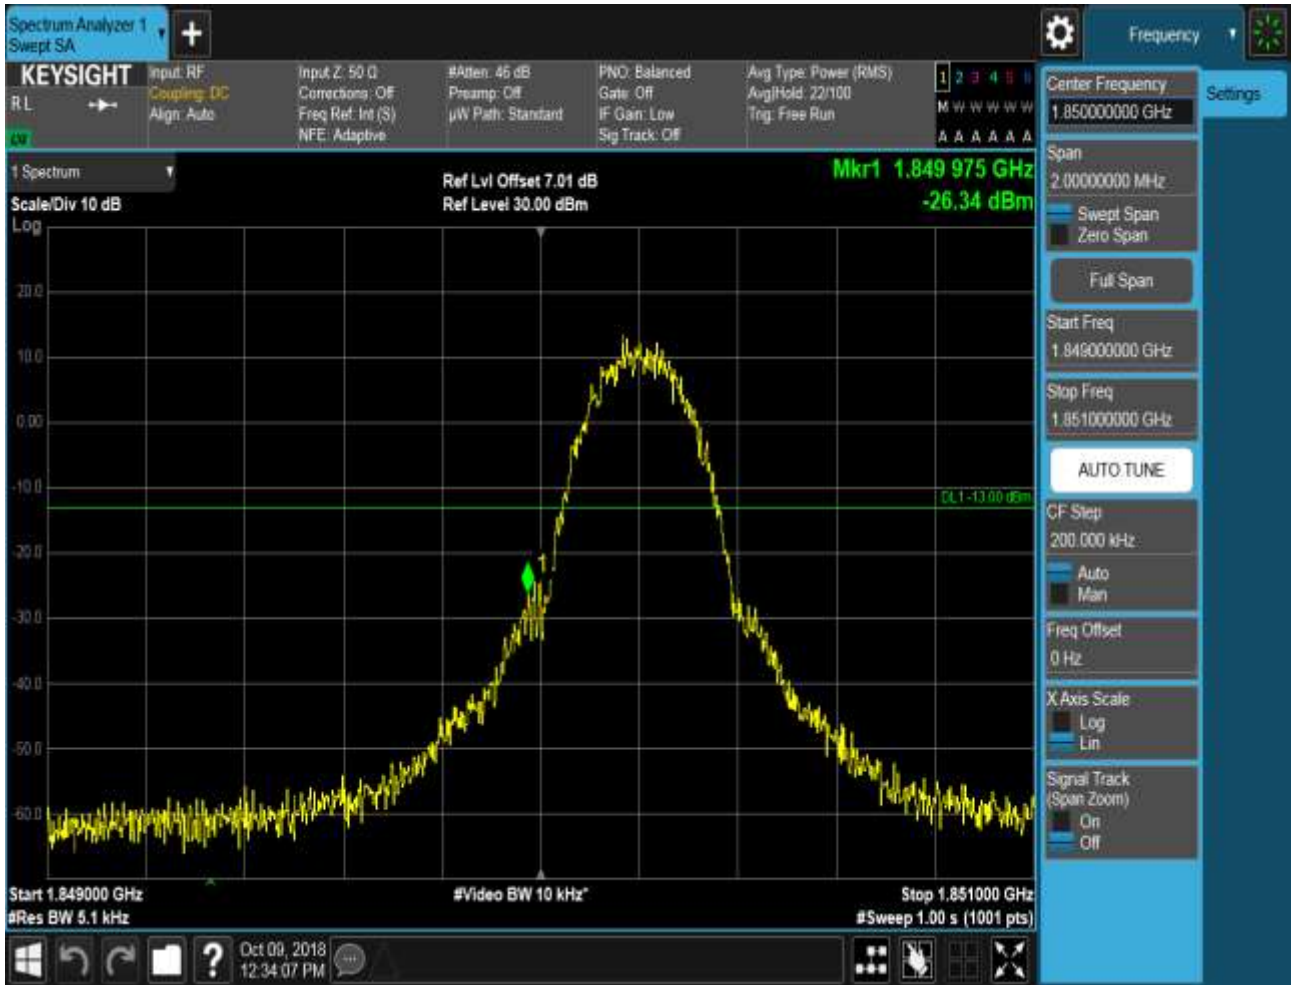 Spectrum Analyzer 1
Swept SA
+
Frequency
KEYSIGHT
RL
LW
Input: RF
Coupling: DC
Align: Auto
Input Z: 50 Ω
Corrections: Off
Freq Ref: Int (S)
NFE: Adaptive
#Atten: 46 dB
Preamp: Off
µW Path: Standard
PNO: Balanced
Gate: Off
IF Gain: Low
Sig Track: Off
Avg Type: Power (RMS)
Avg|Hold: 22/100
Trig: Free Run
1 2 3 4 5 6
M W W W W W
A A A A A A
1 Spectrum
Scale/Div 10 dB
Log
Ref Lvl Offset 7.01 dB
Ref Level 30.00 dBm
Mkr1 1.849 975 GHz
-26.34 dBm
20.0
10.0
0.00
-10.0
-20.0
-30.0
-40.0
-50.0
-60.0
DL1 -13.00 dBm
1
Start 1.849000 GHz
#Res BW 5.1 kHz
#Video BW 10 kHz*
Stop 1.851000 GHz
#Sweep 1.00 s (1001 pts)
Center Frequency
1.850000000 GHz
Settings
Span
2.00000000 MHz
Swept Span
Zero Span
Full Span
Start Freq
1.849000000 GHz
Stop Freq
1.851000000 GHz
AUTO TUNE
CF Step
200.000 kHz
Auto
Man
Freq Offset
0 Hz
X Axis Scale
Log
Lin
Signal Track
(Span Zoom)
On
Off
?
Oct 09, 2018
12:34:07 PM